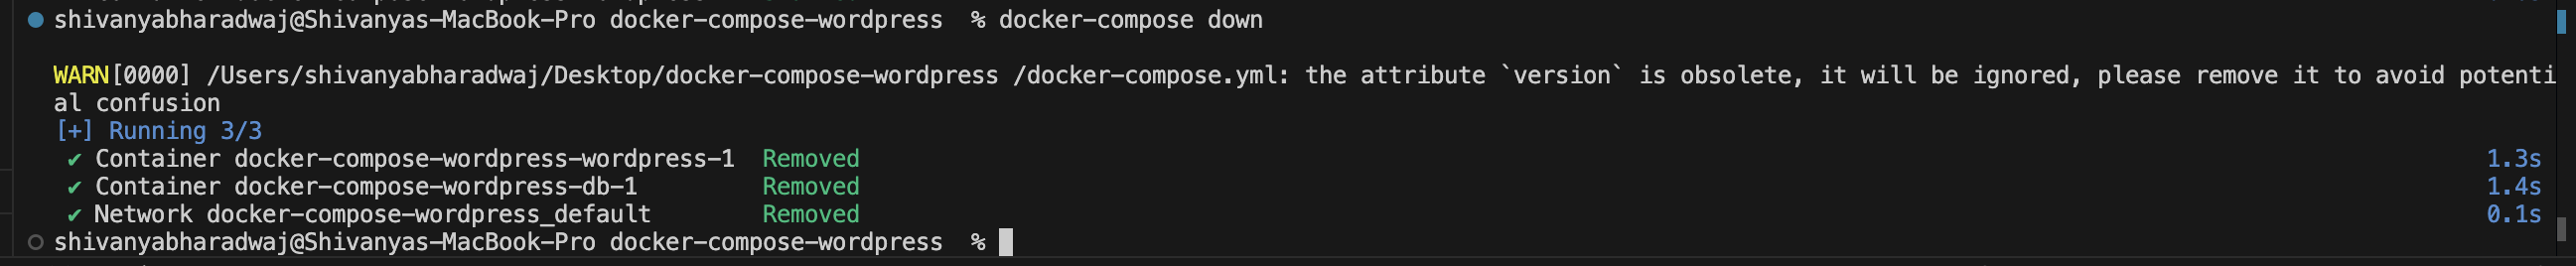 shivanyabharadwaj@Shivanyas-MacBook-Pro docker-compose-wordpress  % docker-compose down
WARN[0000] /Users/shivanyabharadwaj/Desktop/docker-compose-wordpress /docker-compose.yml: the attribute `version` is obsolete, it will be ignored, please remove it to avoid potenti
al confusion
[+] Running 3/3
✔ Container docker-compose-wordpress-wordpress-1  Removed 1.3s
✔ Container docker-compose-wordpress-db-1         Removed 1.4s
✔ Network docker-compose-wordpress_default        Removed 0.1s
shivanyabharadwaj@Shivanyas-MacBook-Pro docker-compose-wordpress  %